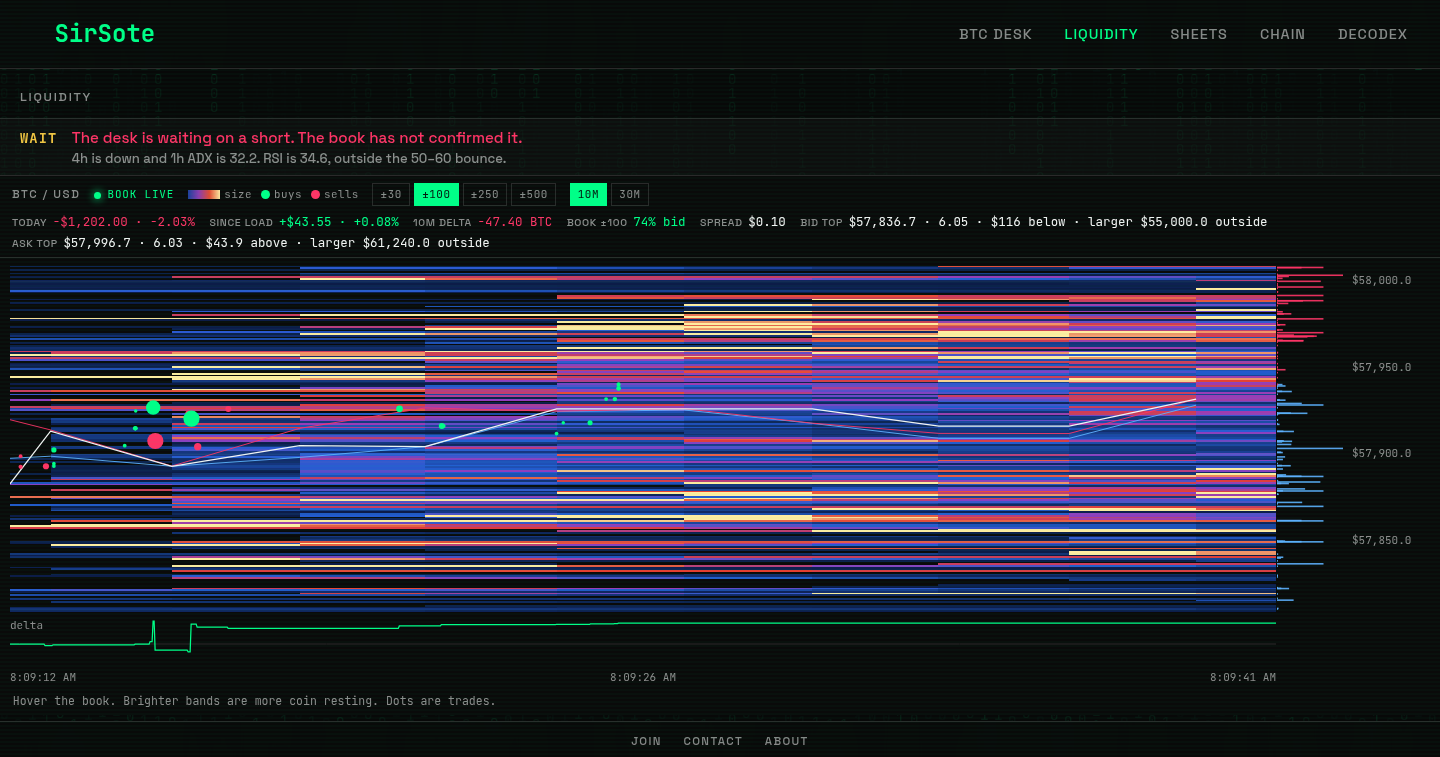 SirSote
BTC DESK LIQUIDITY SHEETS CHAIN DECODEX
LIQUIDITY
WAIT The desk is waiting on a short. The book has not confirmed it.
4h is down and 1h ADX is 32.2. RSI is 34.6, outside the 50–60 bounce.
BTC / USD BOOK LIVE size buys sells ±30 ±100 ±250 ±500 10M 30M
TODAY -$1,202.00 · -2.03% SINCE LOAD +$43.55 · +0.08% 10M DELTA -47.40 BTC BOOK ±100 74% bid SPREAD $0.10 BID TOP $57,836.7 · 6.05 · $116 below · larger $55,000.0 outside
ASK TOP $57,996.7 · 6.03 · $43.9 above · larger $61,240.0 outside
$58,000.0
$57,950.0
$57,900.0
$57,850.0
delta
8:09:12 AM 8:09:26 AM 8:09:41 AM
Hover the book. Brighter bands are more coin resting. Dots are trades.
JOIN CONTACT ABOUT